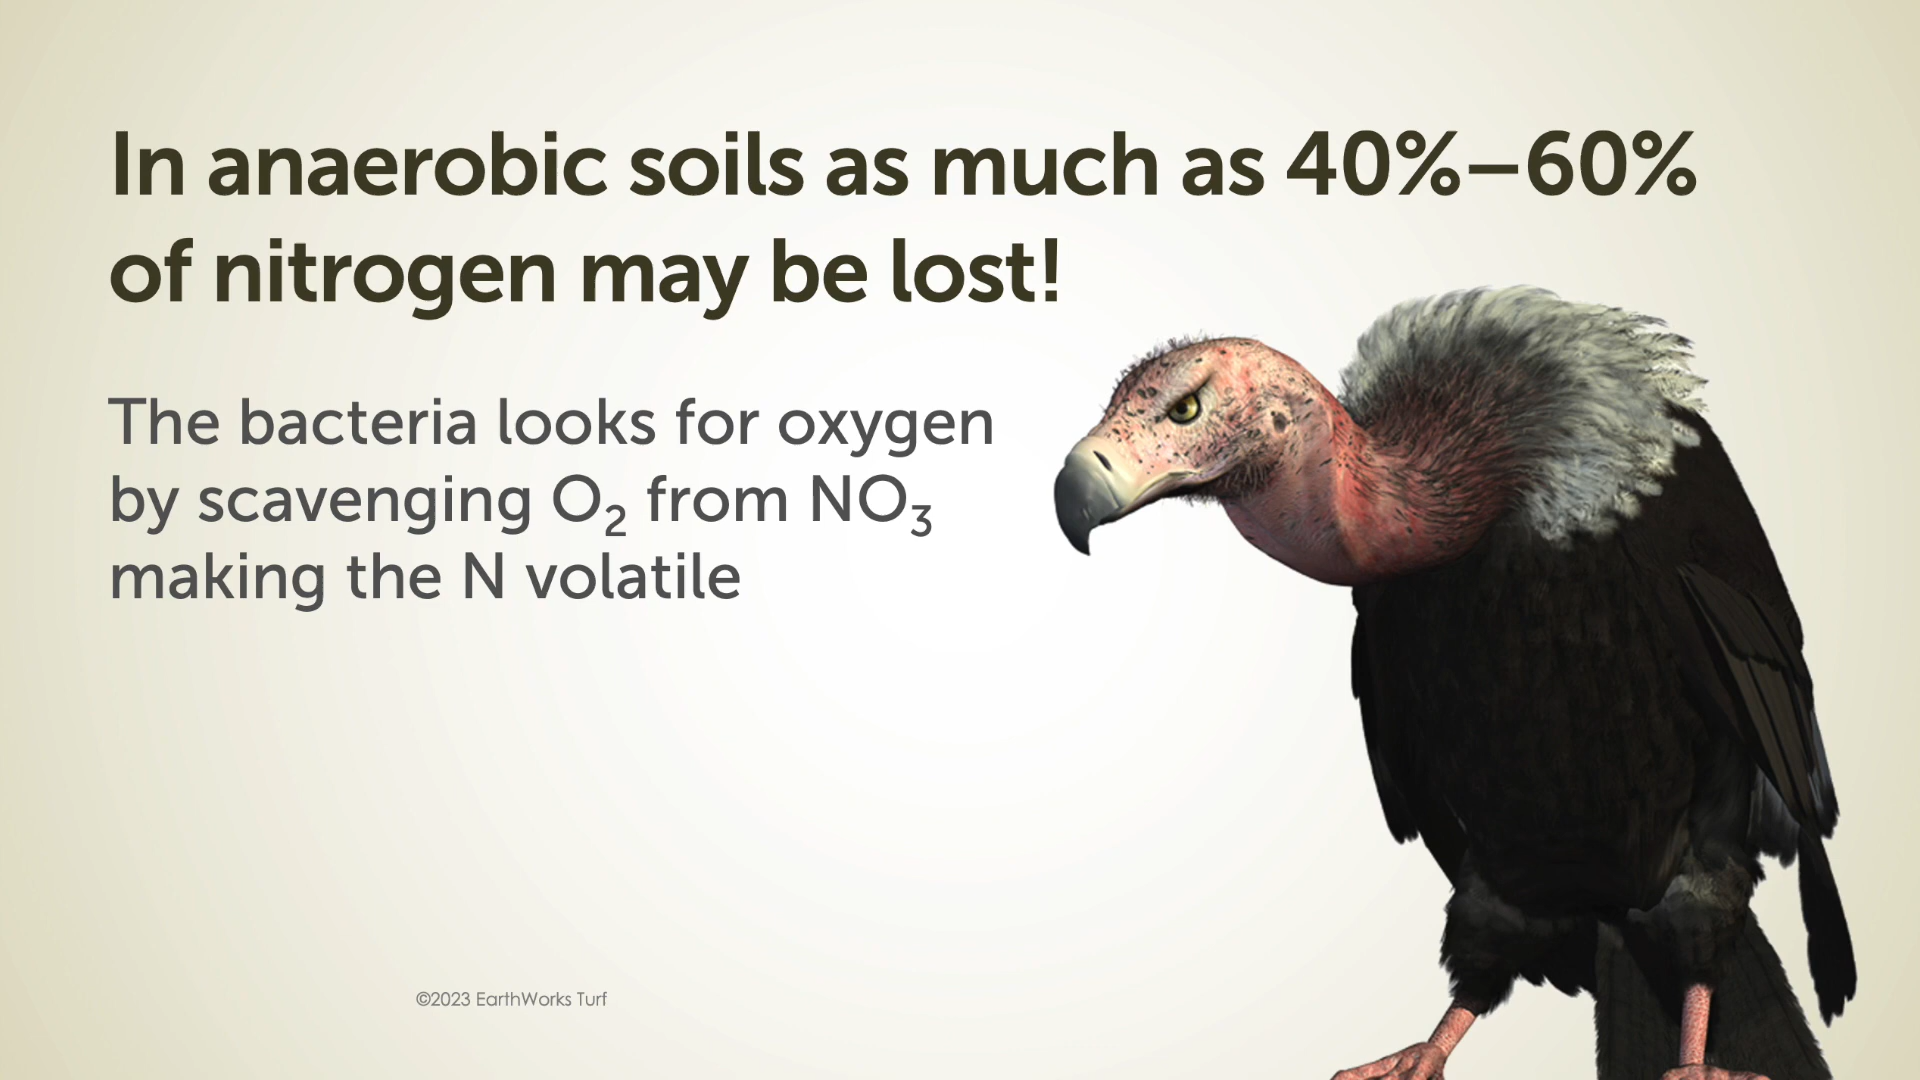 In anaerobic soils as much as 40%–60%
of nitrogen may be lost!
The bacteria looks for oxygen
by scavenging O₂ from NO₃
making the N volatile
©2023 EarthWorks Turf